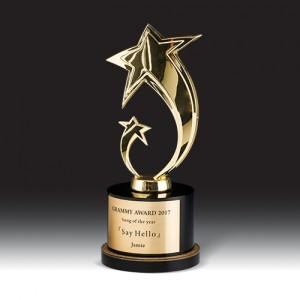 GRAMMY AWARD 2017
Song of the year
「Say Hello」
Jamie